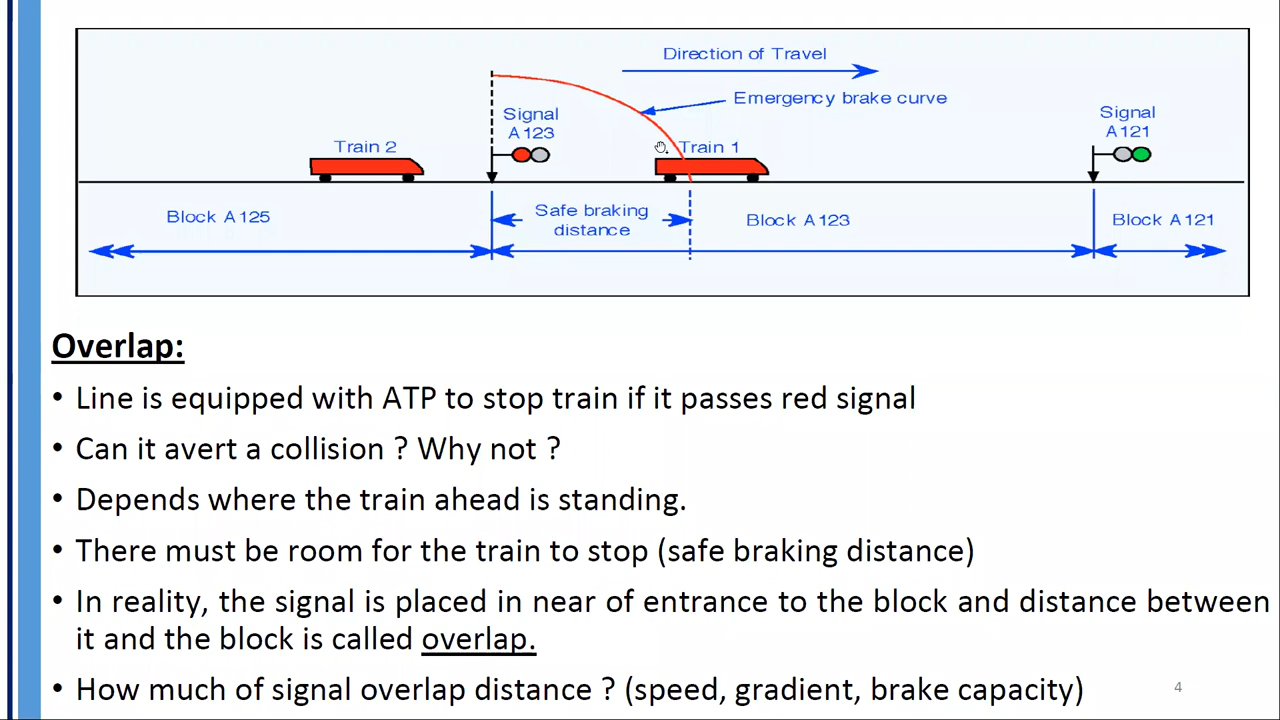 Direction of Travel
Emergency brake curve
Signal
A123
Signal
A121
Train 2
Train 1
Block A125
Safe braking
distance
Block A123
Block A121
Overlap:
• Line is equipped with ATP to stop train if it passes red signal
• Can it avert a collision ? Why not ?
• Depends where the train ahead is standing.
• There must be room for the train to stop (safe braking distance)
• In reality, the signal is placed in near of entrance to the block and distance between
it and the block is called overlap.
• How much of signal overlap distance ? (speed, gradient, brake capacity)
4